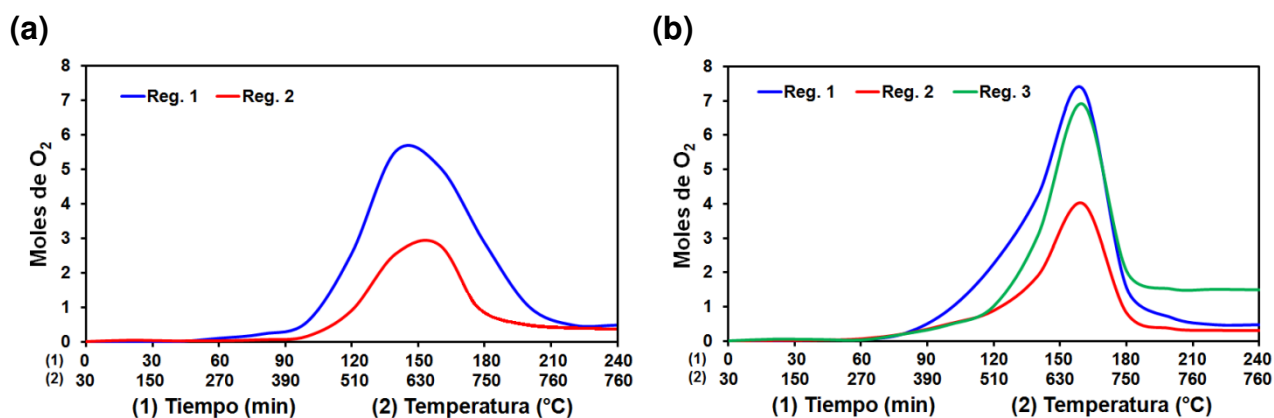 (a)
Moles de O2
8
7
6
5
4
3
2
1
0
Reg. 1 Reg. 2
(1) 0 30 60 90 120 150 180 210 240
(2) 30 150 270 390 510 630 750 760 760
(1) Tiempo (min) (2) Temperatura (°C)
(b)
Moles de O2
8
7
6
5
4
3
2
1
0
Reg. 1 Reg. 2 Reg. 3
(1) 0 30 60 90 120 150 180 210 240
(2) 30 150 270 390 510 630 750 760 760
(1) Tiempo (min) (2) Temperatura (°C)